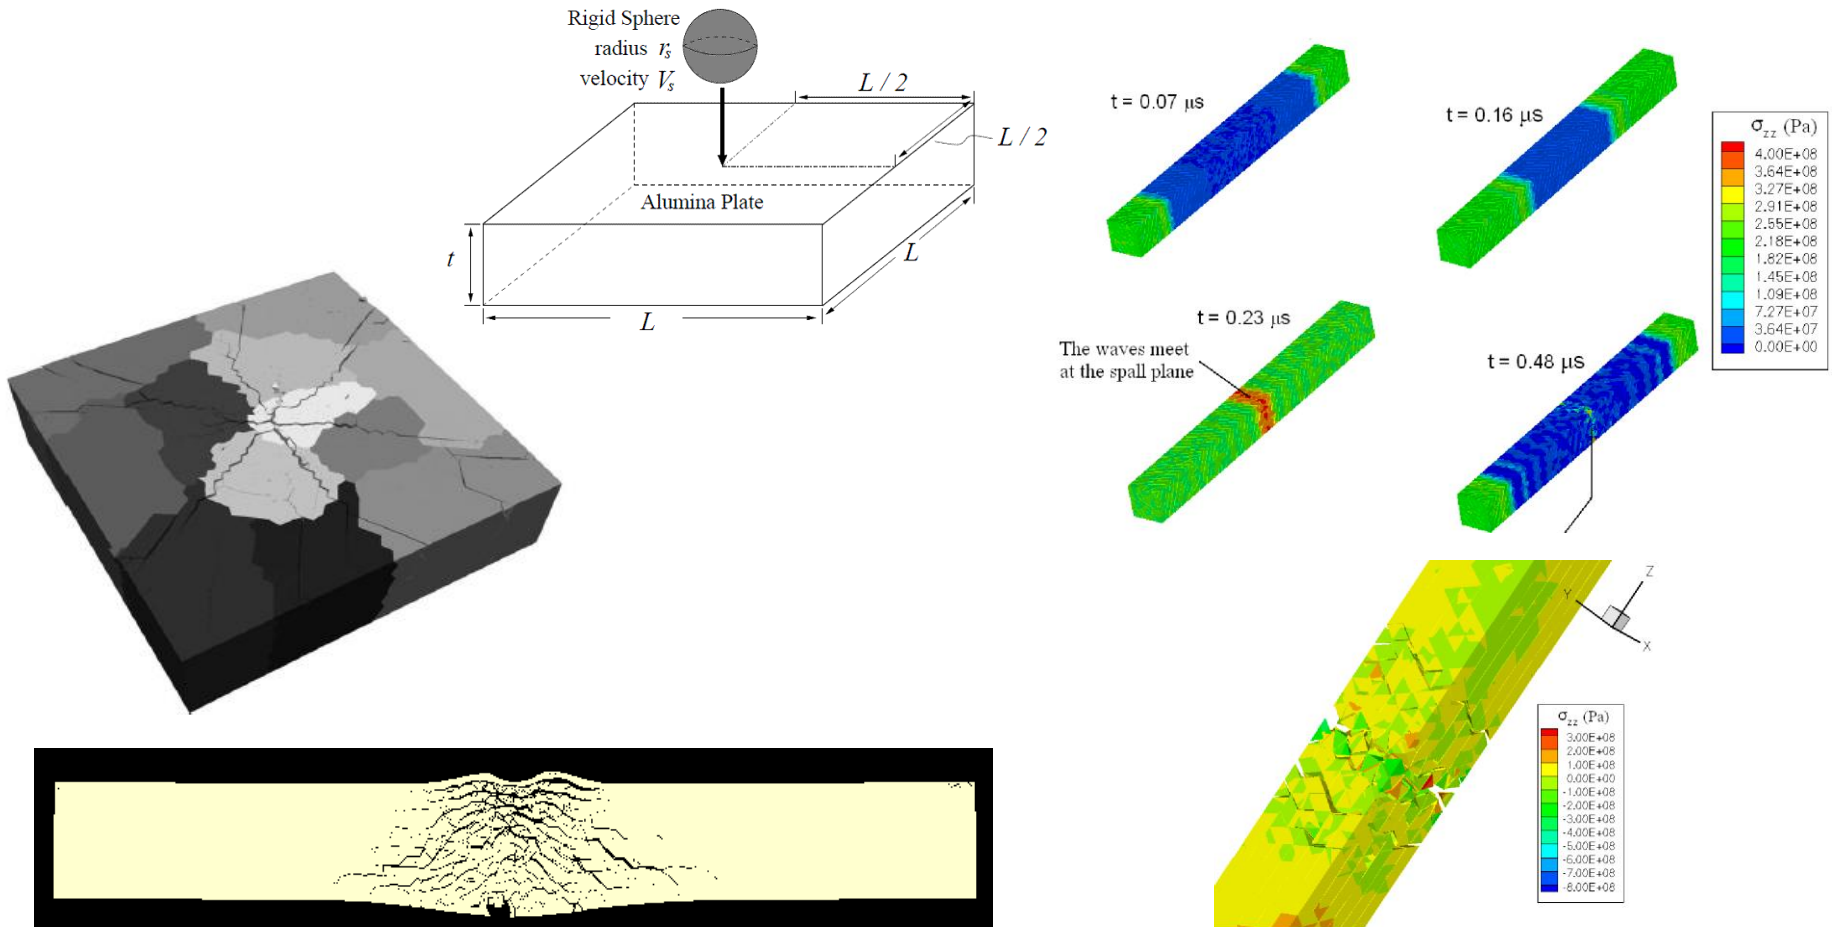 Rigid Sphere
radius rs
velocity Vs
L / 2
L / 2
Alumina Plate
t
L
L
t = 0.07 μs
t = 0.16 μs
σzz (Pa)
4.00E+08
3.64E+08
3.27E+08
2.91E+08
2.55E+08
2.18E+08
1.82E+08
1.45E+08
1.09E+08
7.27E+07
3.64E+07
0.00E+00
t = 0.23 μs
The waves meet
at the spall plane
t = 0.48 μs
Z
Y
X
σzz (Pa)
3.00E+08
2.00E+08
1.00E+08
0.00E+00
-1.00E+08
-2.00E+08
-3.00E+08
-4.00E+08
-5.00E+08
-6.00E+08
-7.00E+08
-8.00E+08